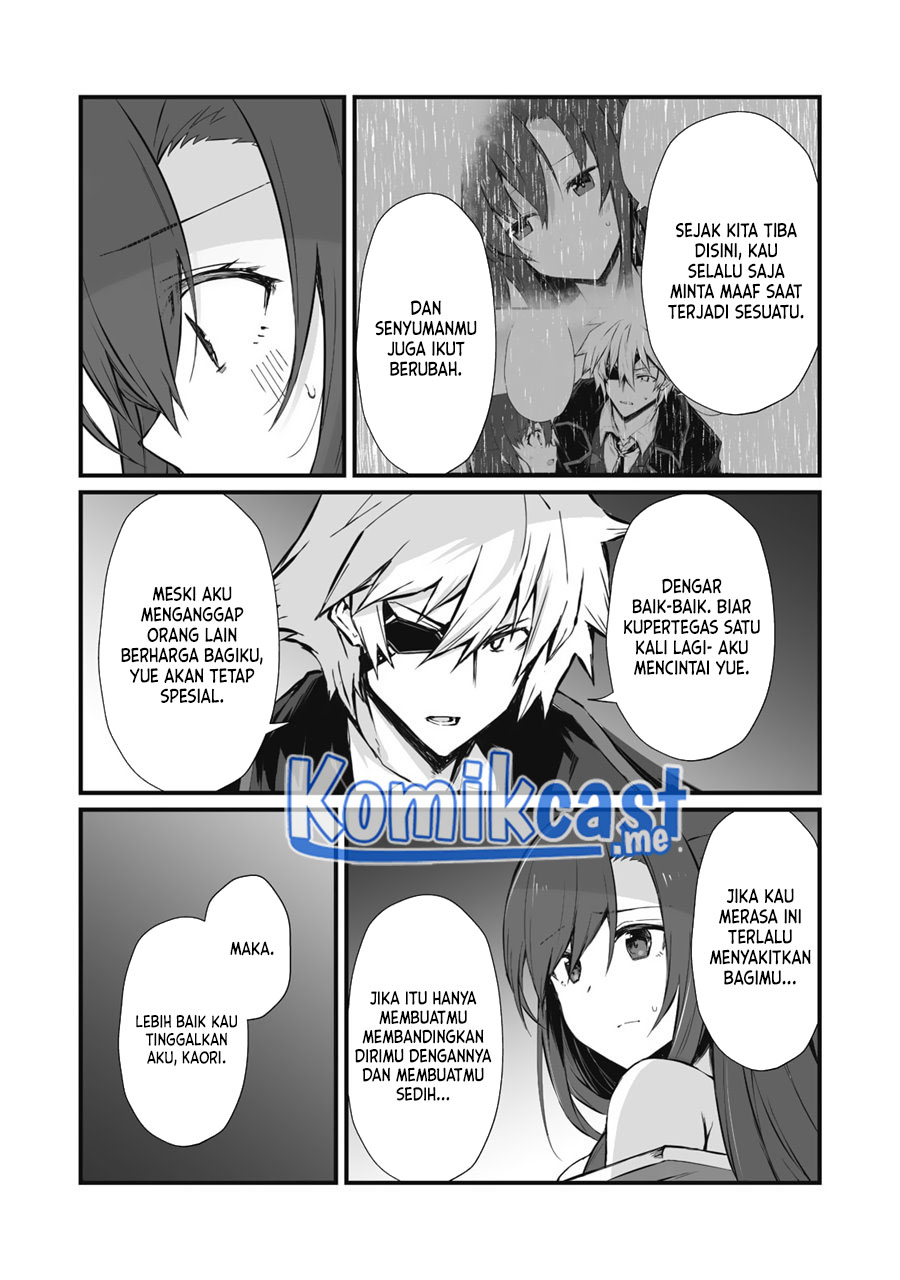 SEJAK KITA TIBA
DISINI, KAU
SELALU SAJA
MINTA MAAF SAAT
TERJADI SESUATU.
DAN
SENYUMANMU
JUGA IKUT
BERUBAH.
DENGAR
BAIK-BAIK. BIAR
KUPERTEGAS SATU
KALI LAGI- AKU
MENCINTAI YUE.
MESKI AKU
MENGANGGAP
ORANG LAIN
BERHARGA BAGIKU,
YUE AKAN TETAP
SPESIAL.
Komikcast
.me
JIKA KAU
MERASA INI
TERLALU
MENYAKITKAN
BAGIMU...
JIKA ITU HANYA
MEMBUATMU
MEMBANDINGKAN
DIRIMU DENGANNYA
DAN MEMBUATMU
SEDIH...
MAKA.
LEBIH BAIK KAU
TINGGALKAN
AKU, KAORI.